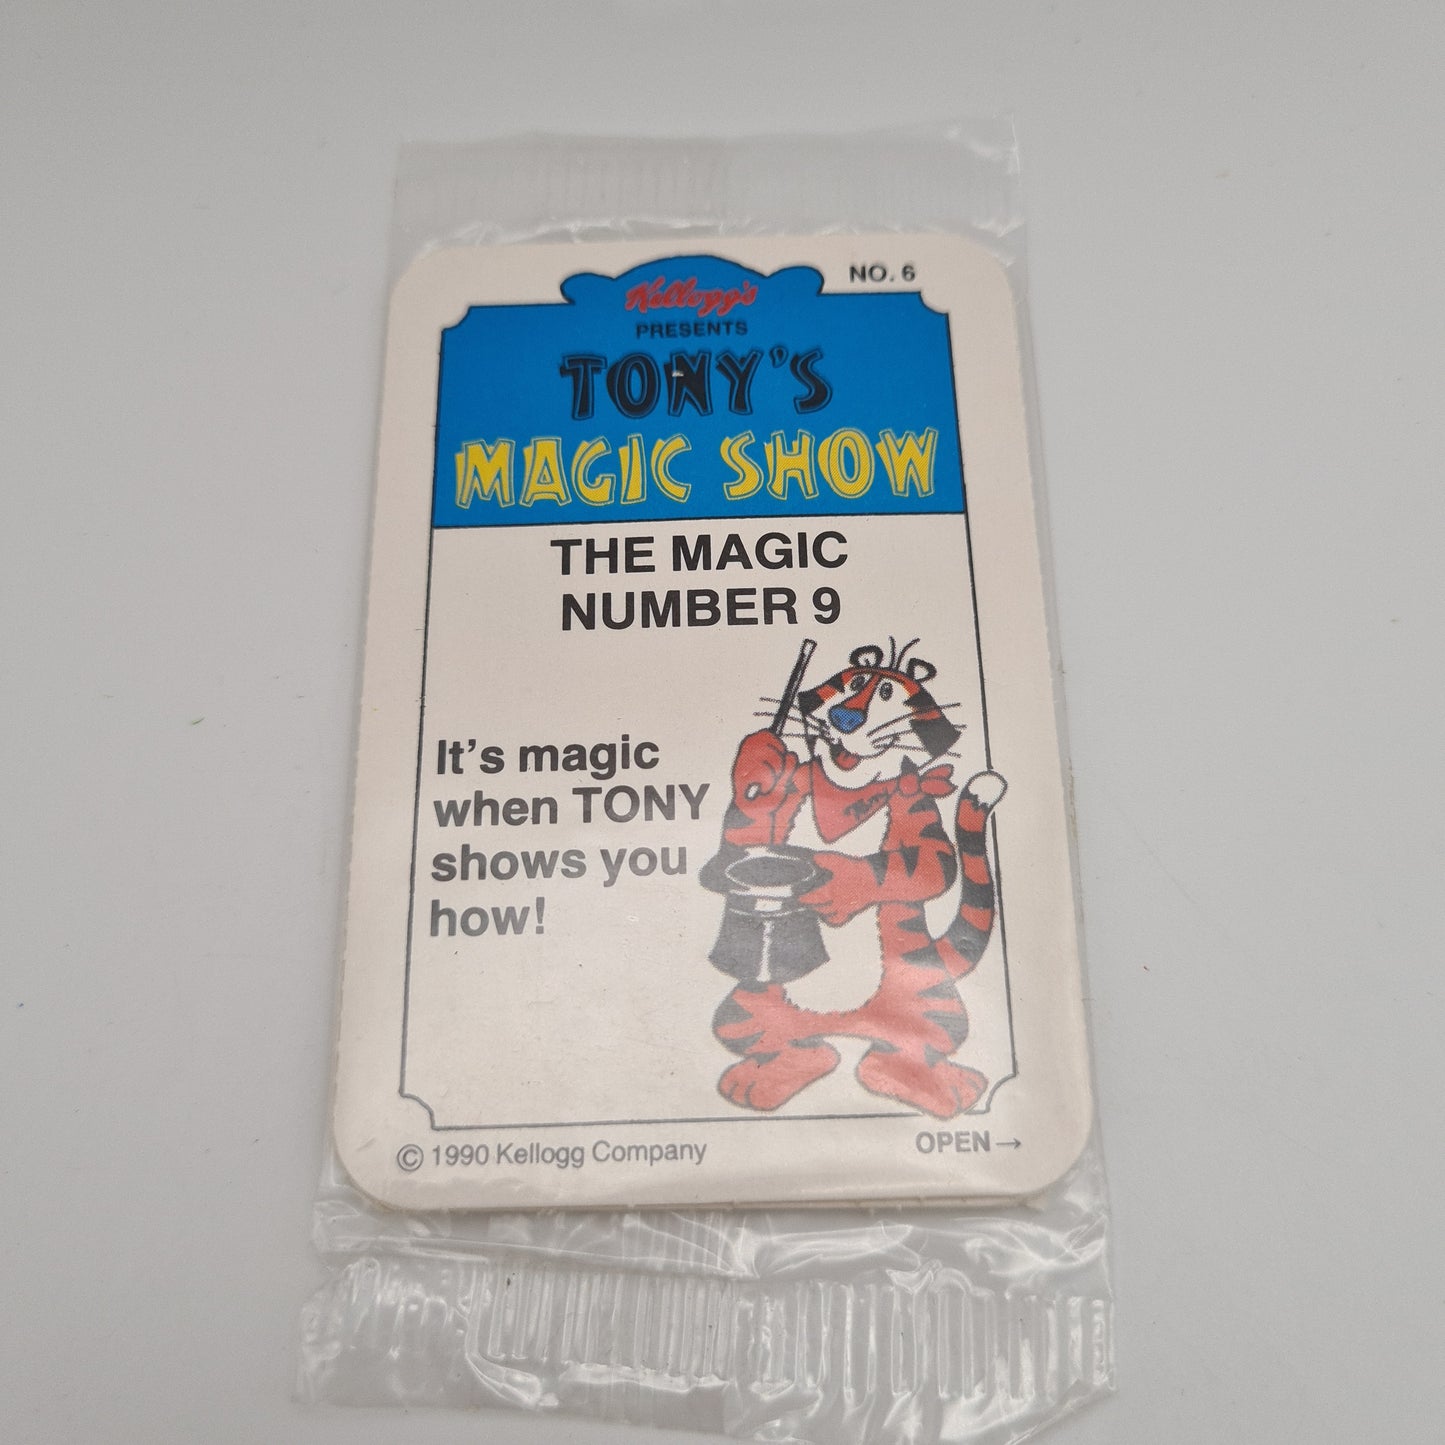 NO. 6
Kellogg's
PRESENTS
TONY'S
MAGIC SHOW
THE MAGIC
NUMBER 9
It's magic
when TONY
shows you
how!
© 1990 Kellogg Company
OPEN→